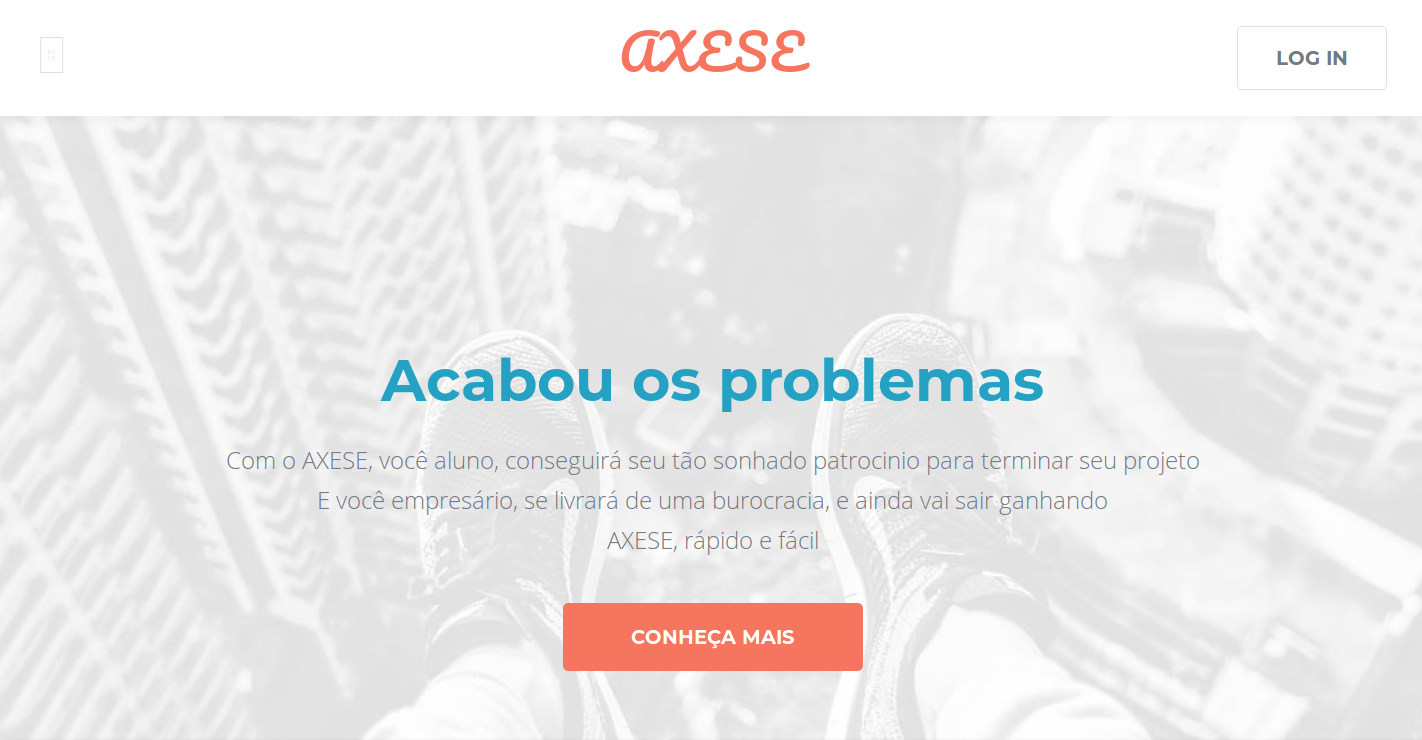 AXESE
LOG IN
Acabou os problemas
Com o AXESE, você aluno, conseguirá seu tão sonhado patrocinio para terminar seu projeto
E você empresário, se livrará de uma burocracia, e ainda vai sair ganhando
AXESE, rápido e fácil
CONHEÇA MAIS